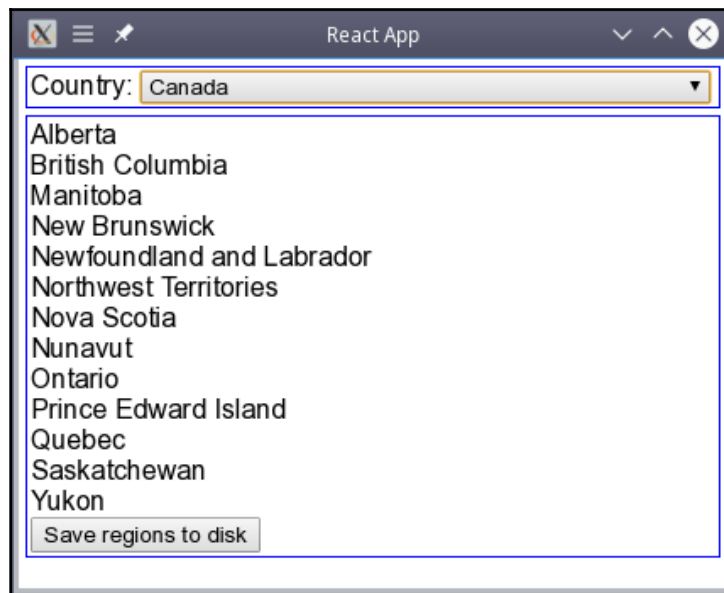 React App
Country: Canada
Alberta
British Columbia
Manitoba
New Brunswick
Newfoundland and Labrador
Northwest Territories
Nova Scotia
Nunavut
Ontario
Prince Edward Island
Quebec
Saskatchewan
Yukon
Save regions to disk